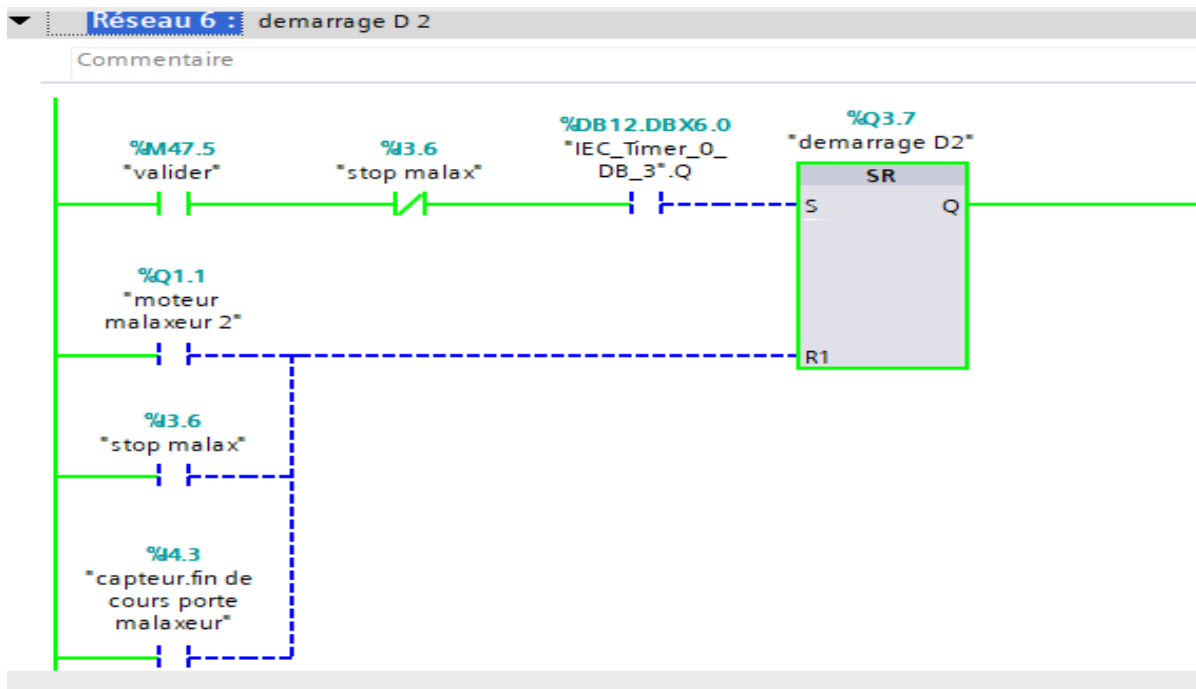 Réseau 6 : demarrage D 2
Commentaire
%M47.5
"valider"
%I3.6
"stop malax"
%DB12.DBX6.0
"IEC_Timer_0_
DB_3".Q
%Q3.7
"demarrage D2"
SR
S
Q
%Q1.1
"moteur
malaxeur 2"
R1
%I3.6
"stop malax"
%I4.3
"capteur.fin de
cours porte
malaxeur"